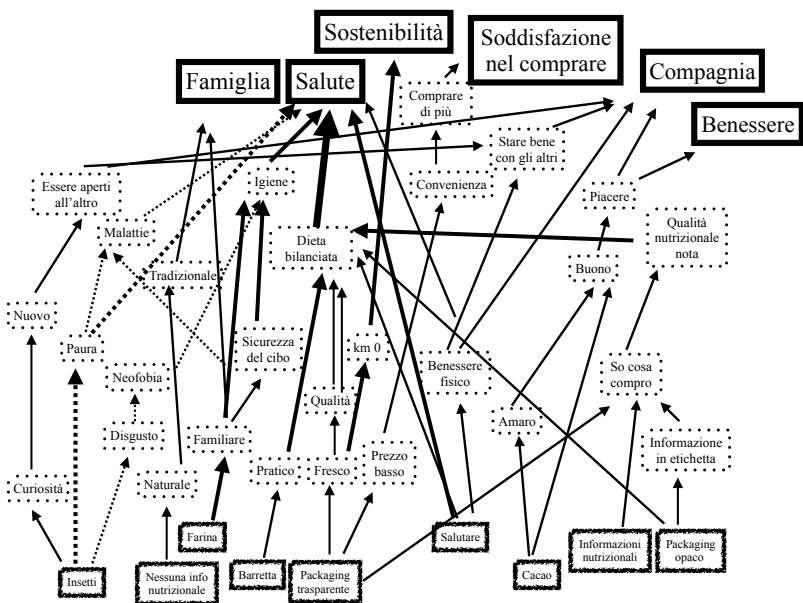 Sostenibilità
Soddisfazione
nel comprare
Famiglia
Salute
Compagnia
Benessere
Comprare
di più
Stare bene
con gli altri
Essere aperti
all’altro
Igiene
Convenienza
Piacere
Malattie
Dieta
bilanciata
Qualità
nutrizionale
nota
Tradizionale
Buono
Nuovo
Paura
Sicurezza
del cibo
km 0
Benessere
fisico
So cosa
compro
Neofobia
Qualità
Amaro
Disgusto
Familiare
Informazione
in etichetta
Curiosità
Naturale
Pratico
Fresco
Prezzo
basso
Farina
Salutare
Insetti
Nessuna info
nutrizionale
Barretta
Packaging
trasparente
Cacao
Informazioni
nutrizionali
Packaging
opaco